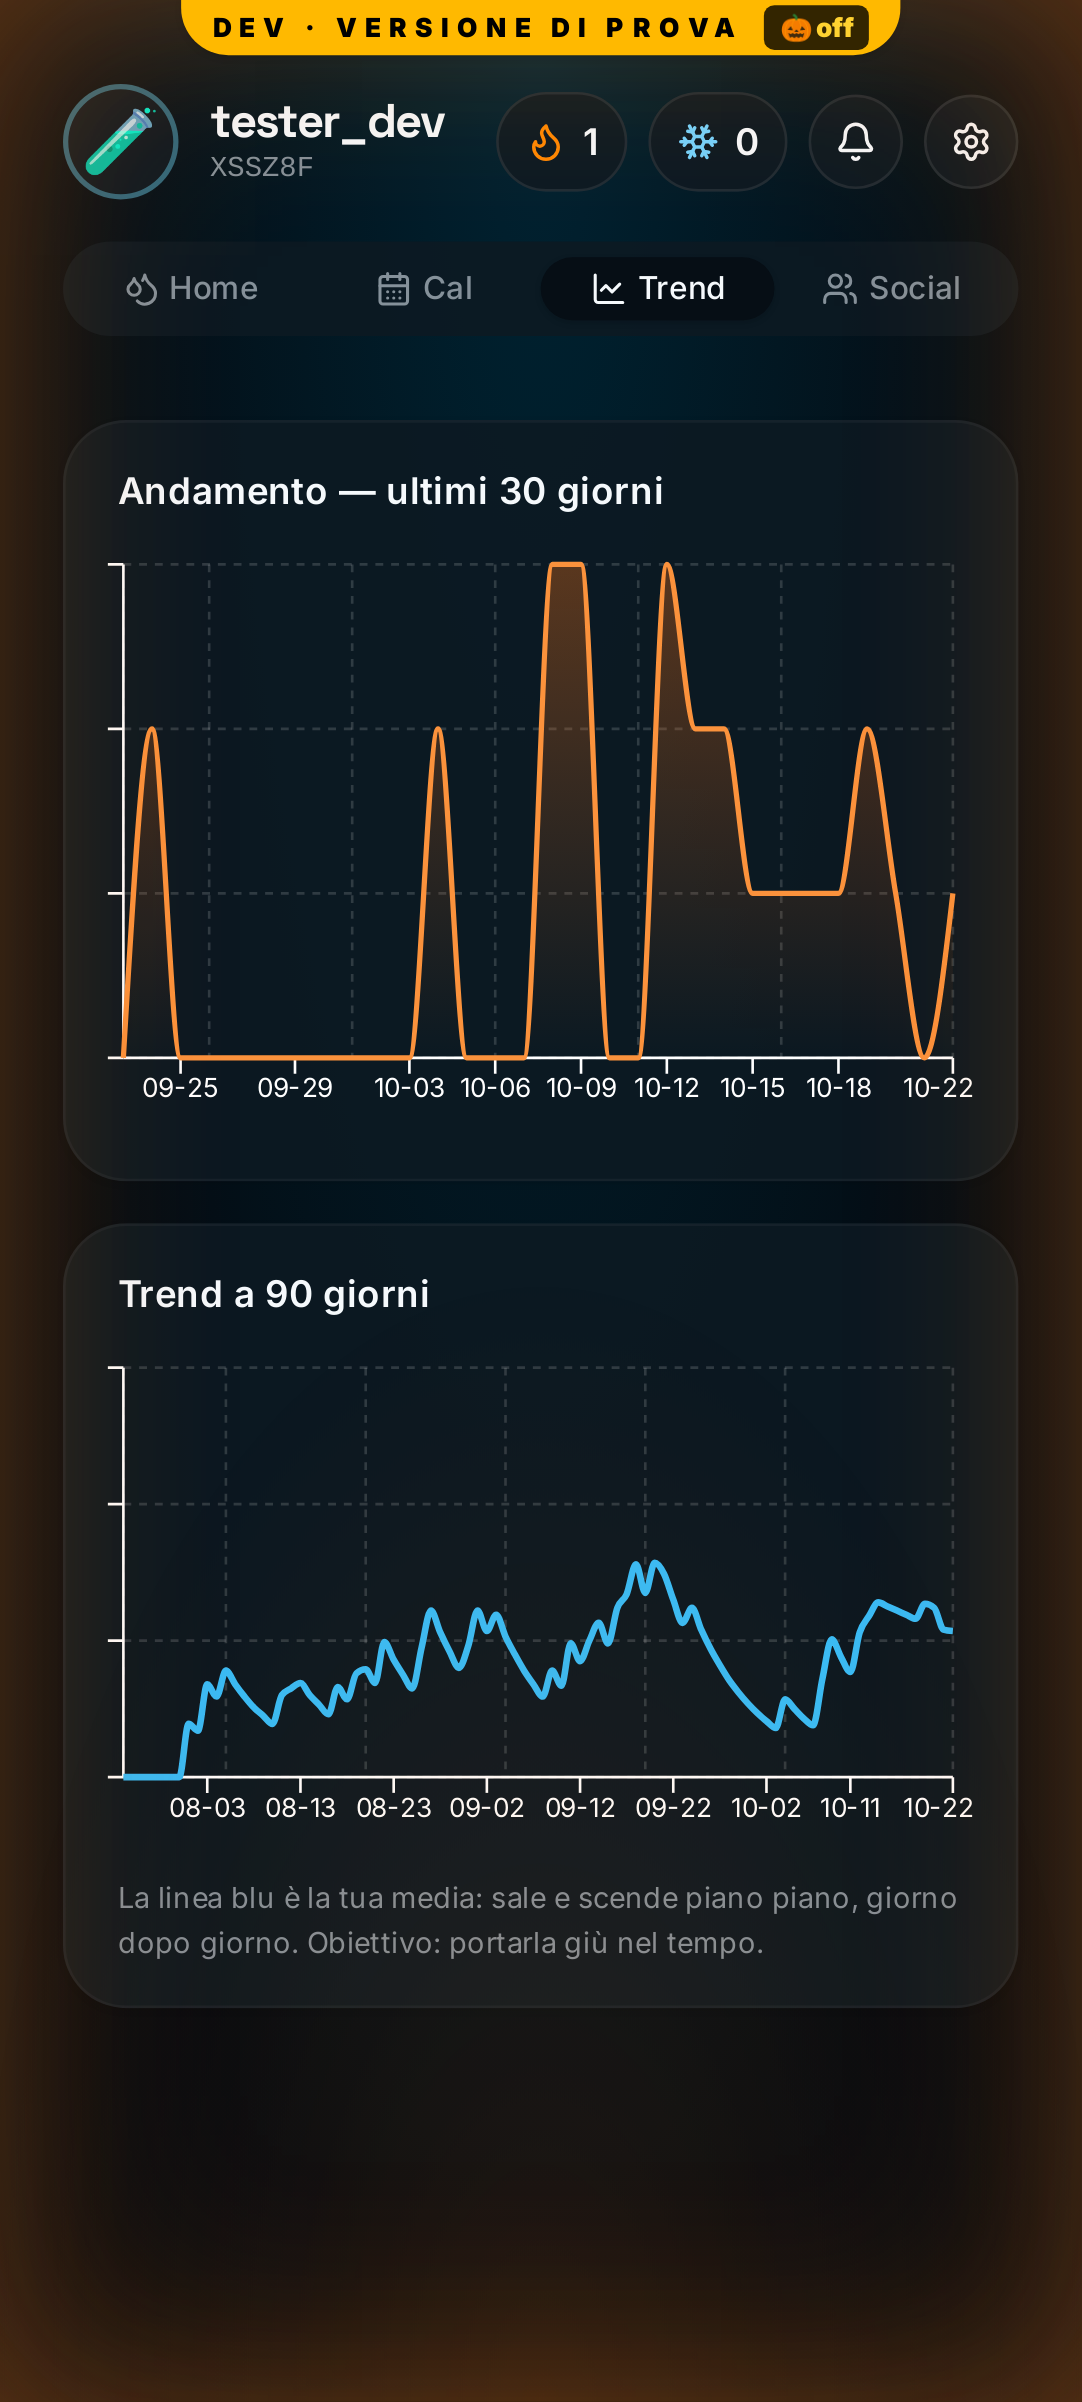 DEV · VERSIONE DI PROVA 🎃 off
tester_dev
XSSZ8F
1
0
Home
Cal
Trend
Social
Andamento — ultimi 30 giorni
09-25 09-29 10-03 10-06 10-09 10-12 10-15 10-18 10-22
Trend a 90 giorni
08-03 08-13 08-23 09-02 09-12 09-22 10-02 10-11 10-22
La linea blu è la tua media: sale e scende piano piano, giorno
dopo giorno. Obiettivo: portarla giù nel tempo.